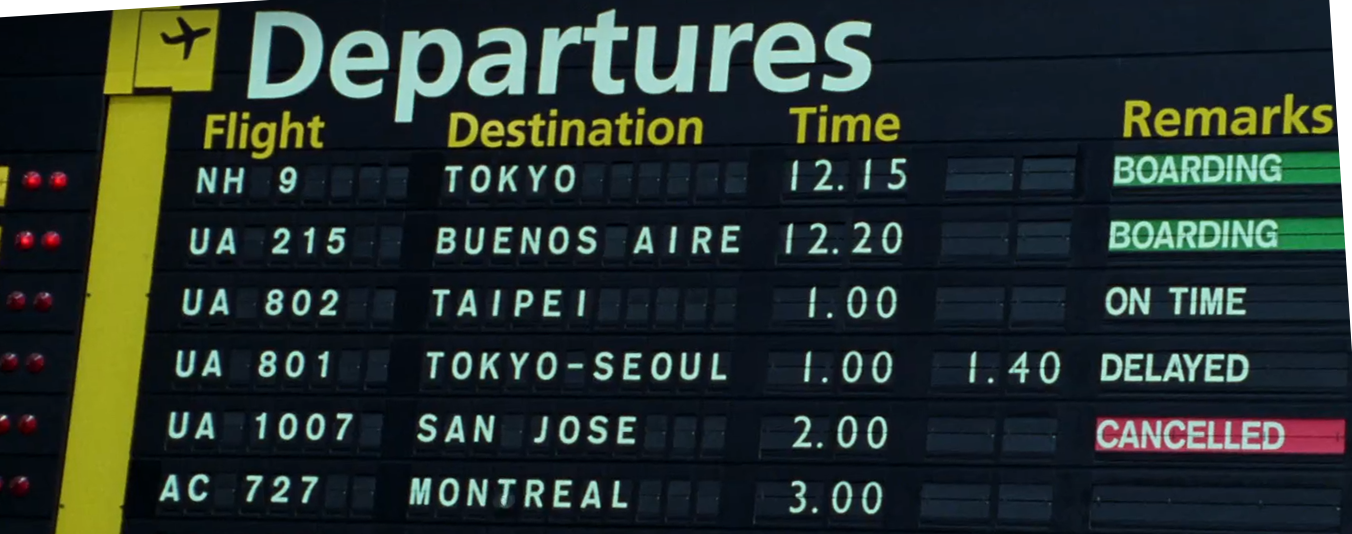 Departures
Flight Destination Time Remarks
NH 9 TOKYO 12.15 BOARDING
UA 215 BUENOS AIRE 12.20 BOARDING
UA 802 TAIPEI 1.00 ON TIME
UA 801 TOKYO-SEOUL 1.00 1.40 DELAYED
UA 1007 SAN JOSE 2.00 CANCELLED
AC 727 MONTREAL 3.00